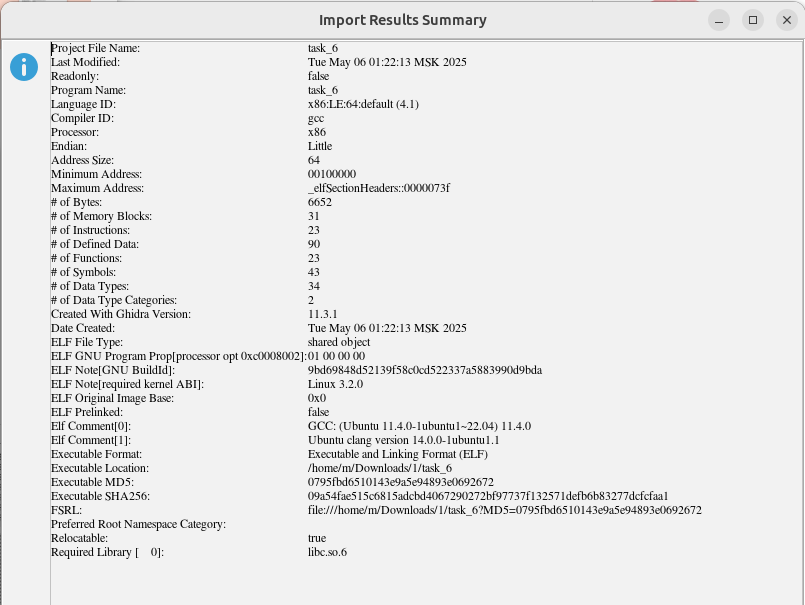 Import Results Summary
Project File Name: task_6
Last Modified: Tue May 06 01:22:13 MSK 2025
Readonly: false
Program Name: task_6
Language ID: x86:LE:64:default (4.1)
Compiler ID: gcc
Processor: x86
Endian: Little
Address Size: 64
Minimum Address: 00100000
Maximum Address: _elfSectionHeaders::0000073f
# of Bytes: 6652
# of Memory Blocks: 31
# of Instructions: 23
# of Defined Data: 90
# of Functions: 23
# of Symbols: 43
# of Data Types: 34
# of Data Type Categories: 2
Created With Ghidra Version: 11.3.1
Date Created: Tue May 06 01:22:13 MSK 2025
ELF File Type: shared object
ELF GNU Program Prop[processor opt 0xc0008002]: 01 00 00 00
ELF Note[GNU BuildId]: 9bd69848d52139f58c0cd522337a5883990d9bda
ELF Note[required kernel ABI]: Linux 3.2.0
ELF Original Image Base: 0x0
ELF Prelinked: false
Elf Comment[0]: GCC: (Ubuntu 11.4.0-1ubuntu1~22.04) 11.4.0
Elf Comment[1]: Ubuntu clang version 14.0.0-1ubuntu1.1
Executable Format: Executable and Linking Format (ELF)
Executable Location: /home/m/Downloads/1/task_6
Executable MD5: 0795fbd6510143e9a5e94893e0692672
Executable SHA256: 09a54fae515c6815adcbd4067290272bf97737f132571defb6b83277dcfcfaa1
FSRL: file:///home/m/Downloads/1/task_6?MD5=0795fbd6510143e9a5e94893e0692672
Preferred Root Namespace Category:
Relocatable: true
Required Library [ 0]: libc.so.6